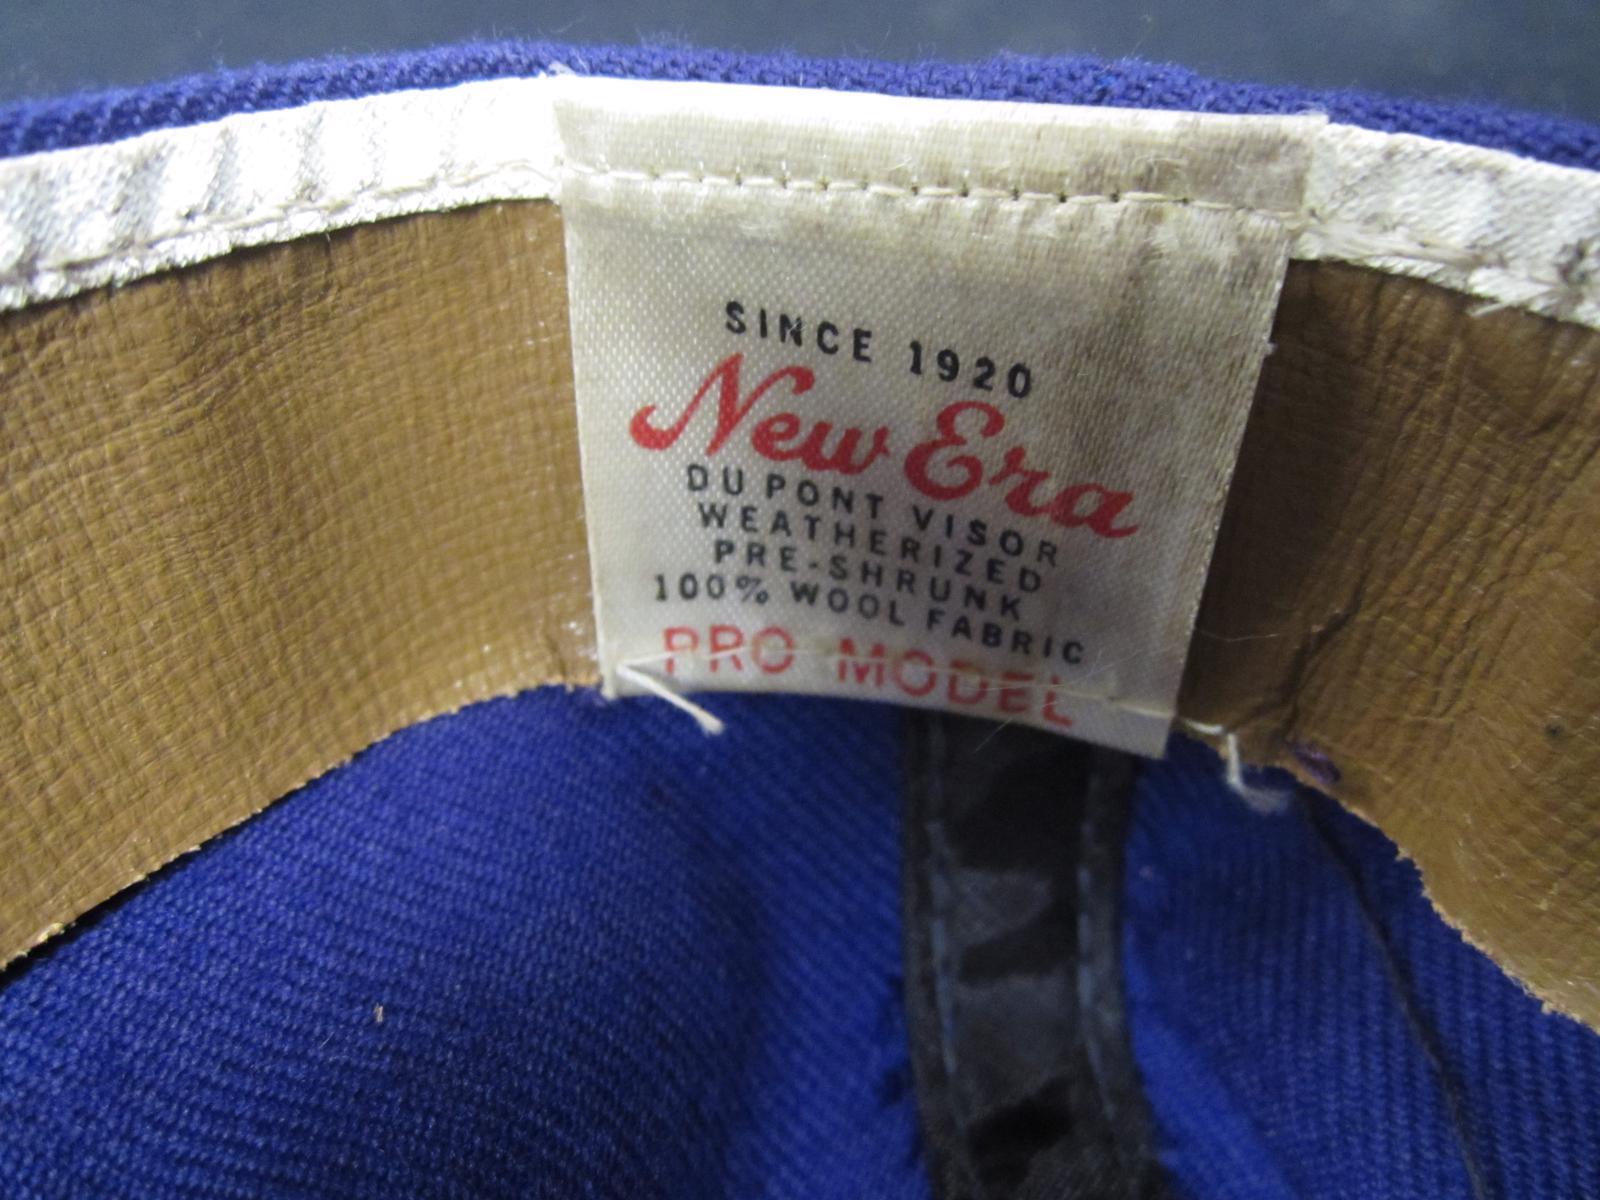 SINCE 1920
New Era
DU PONT VISOR
WEATHERIZED
PRE-SHRUNK
100% WOOL FABRIC
PRO MODEL